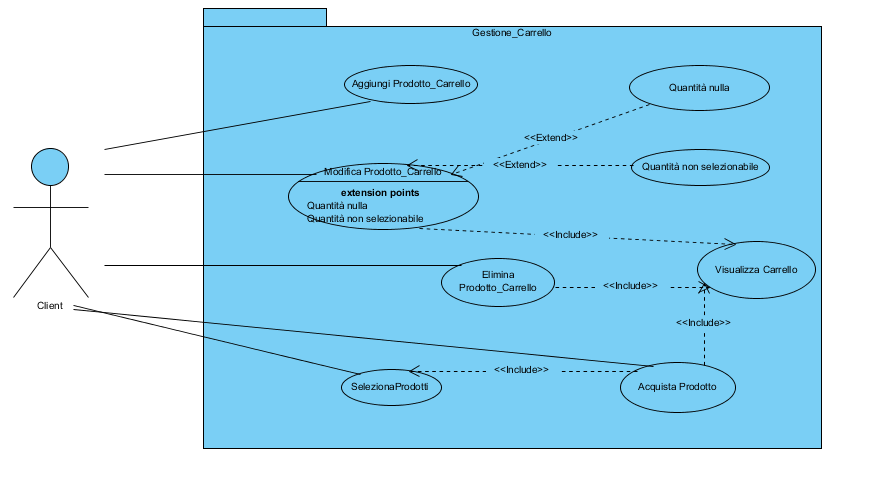 Gestione_Carrello
Aggiungi Prodotto_Carrello
Quantità nulla
<<Extend>>
<<Extend>>
Quantità non selezionabile
Modifica Prodotto_Carrello
extension points
Quantità nulla
Quantità non selezionabile
<<Include>>
Visualizza Carrello
Elimina
Prodotto_Carrello
<<Include>>
Client
<<Include>>
<<Include>>
SelezionaProdotti
Acquista Prodotto